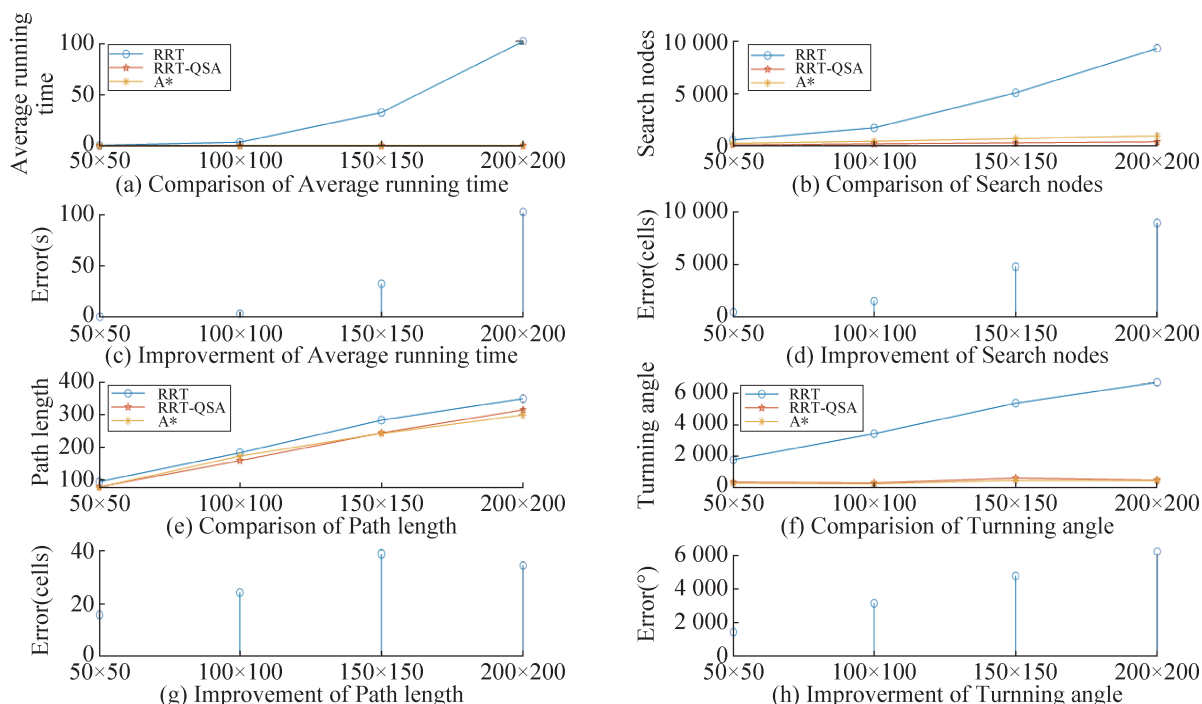 Average running
time
100
50
0
RRT
RRT-QSA
A*
50×50
100×100
150×150
200×200
(a) Comparison of Average running time
Search nodes
10 000
5 000
0
RRT
RRT-QSA
A*
50×50
100×100
150×150
200×200
(b) Comparison of Search nodes
Error(s)
100
50
0
50×50
100×100
150×150
200×200
(c) Improverment of Average running time
Error(cells)
10 000
5 000
0
50×50
100×100
150×150
200×200
(d) Improvement of Search nodes
Path length
400
300
200
100
RRT
RRT-QSA
A*
50×50
100×100
150×150
200×200
(e) Comparison of Path length
Turnning angle
6 000
4 000
2 000
0
RRT
RRT-QSA
A*
50×50
100×100
150×150
200×200
(f) Comparision of Turnning angle
Error(cells)
40
20
0
50×50
100×100
150×150
200×200
(g) Improvement of Path length
Error(°)
6 000
4 000
2 000
0
50×50
100×100
150×150
200×200
(h) Improverment of Turnning angle